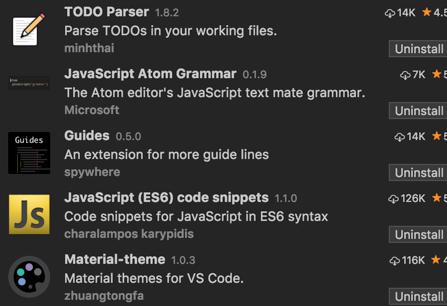 TODO Parser 1.8.2 14K ★ 4.5
Parse TODOs in your working files.
minhthai Uninstall
JavaScript Atom Grammar 0.1.9 7K ★ 5
The Atom editor's JavaScript text mate grammar.
Microsoft Uninstall
Guides
Guides 0.5.0 14K ★ 5
An extension for more guide lines
spywhere Uninstall
JS
JavaScript (ES6) code snippets 1.1.0 126K ★ 5
Code snippets for JavaScript in ES6 syntax
charalampos karypidis Uninstall
Material-theme 1.0.3 116K ★ 4
Material themes for VS Code.
zhuangtongfa Uninstall